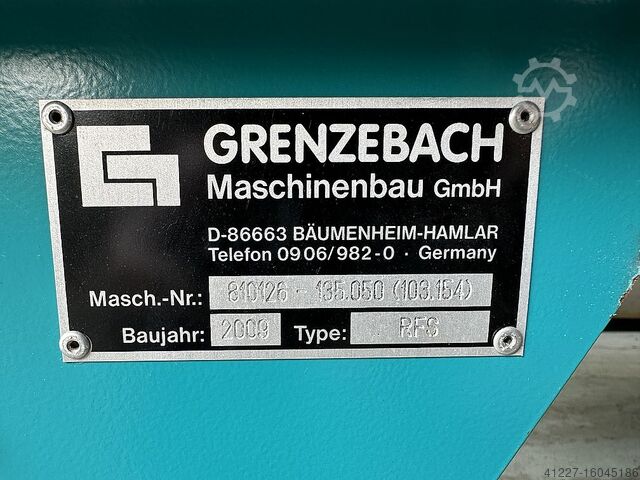 GRENZEBACH
Maschinenbau GmbH
D-86663 BÄUMENHEIM-HAMLAR
Telefon 0906/982-0 · Germany
Masch.-Nr.: 810126 - 135.050 (103.154)
Baujahr: 2009 Type: RFS
41227-16045186